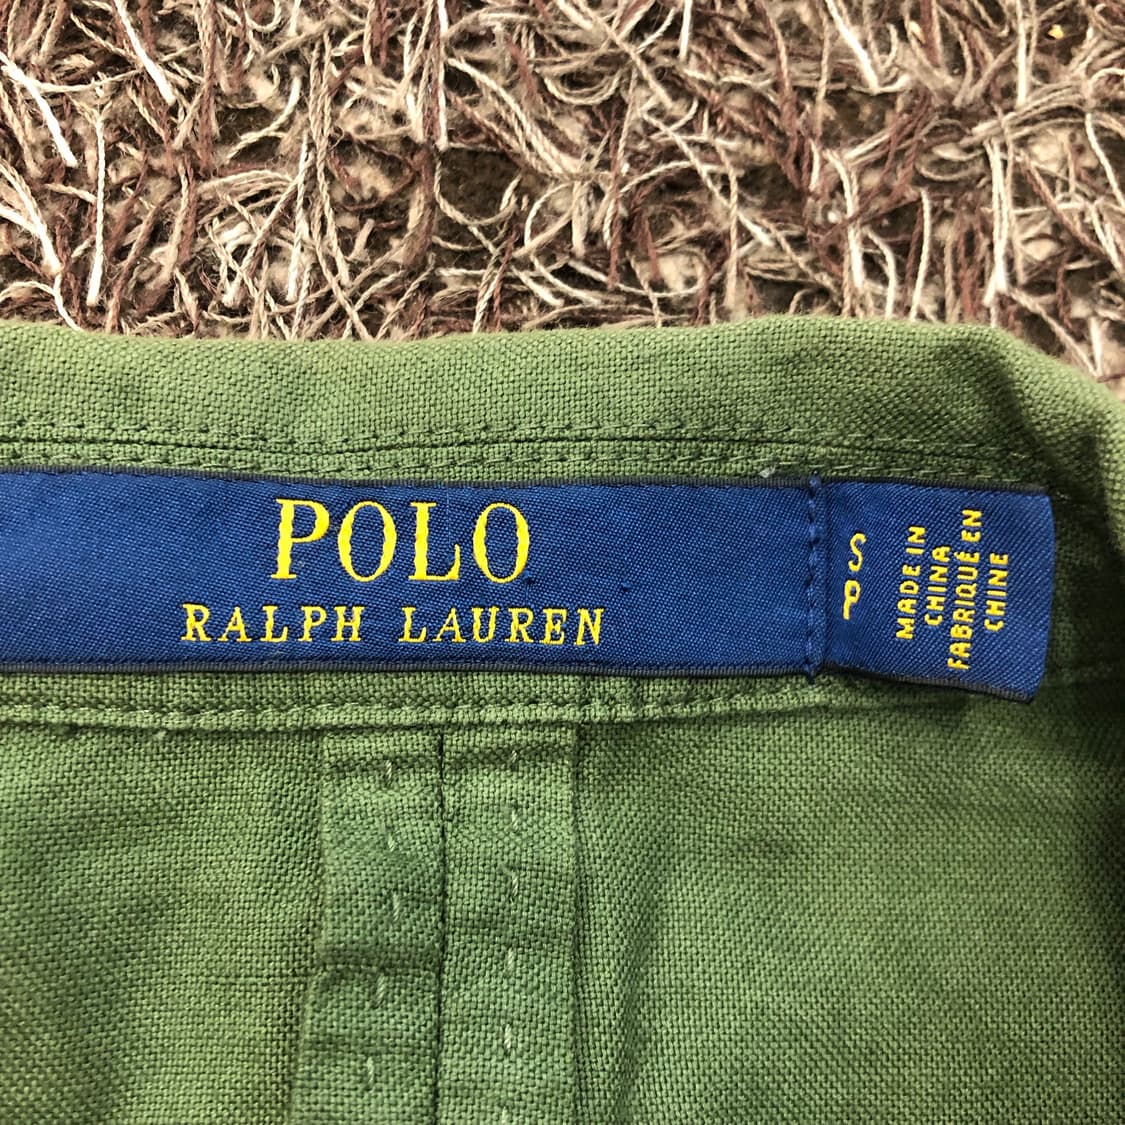 POLO
RALPH LAUREN
S
P
MADE IN
CHINA
FABRIQUÉ EN
CHINE